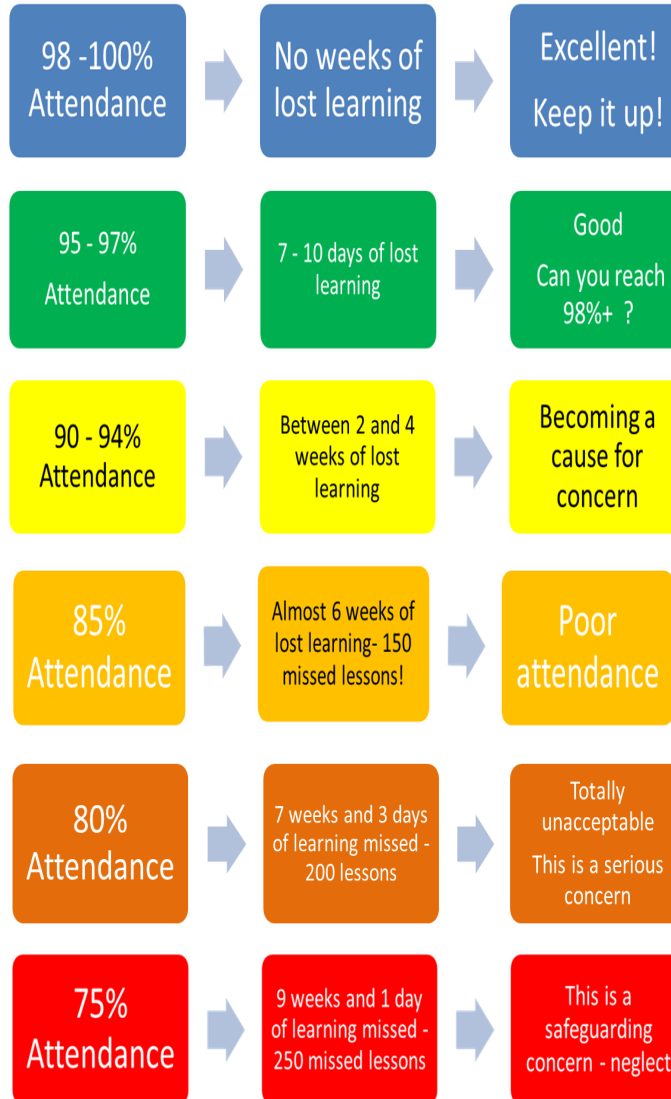 98 -100%
Attendance
No weeks of
lost learning
Excellent!
Keep it up!
95 - 97%
Attendance
7 - 10 days of lost
learning
Good
Can you reach
98%+  ?
90 - 94%
Attendance
Between 2 and 4
weeks of lost
learning
Becoming a
cause for
concern
85%
Attendance
Almost 6 weeks of
lost learning- 150
missed lessons!
Poor
attendance
80%
Attendance
7 weeks and 3 days
of learning missed -
200 lessons
Totally
unacceptable
This is a serious
concern
75%
Attendance
9 weeks and 1 day
of learning missed -
250 missed lessons
This is a
safeguarding
concern - neglect